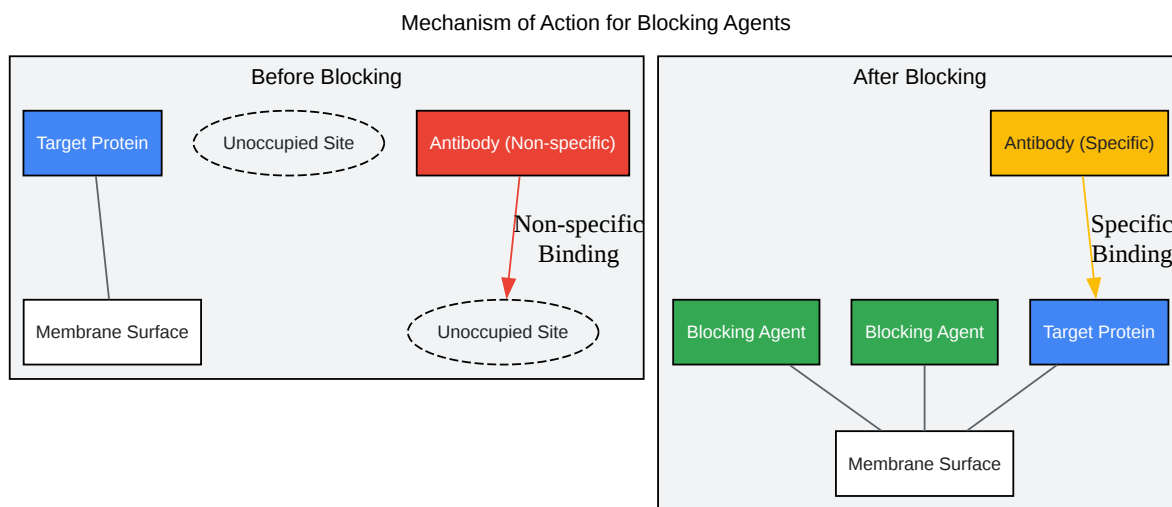 Mechanism of Action for Blocking Agents
Before Blocking
Target Protein
Unoccupied Site
Antibody (Non-specific)
Non-specific
Binding
Membrane Surface
Unoccupied Site
After Blocking
Antibody (Specific)
Specific
Binding
Blocking Agent
Blocking Agent
Target Protein
Membrane Surface